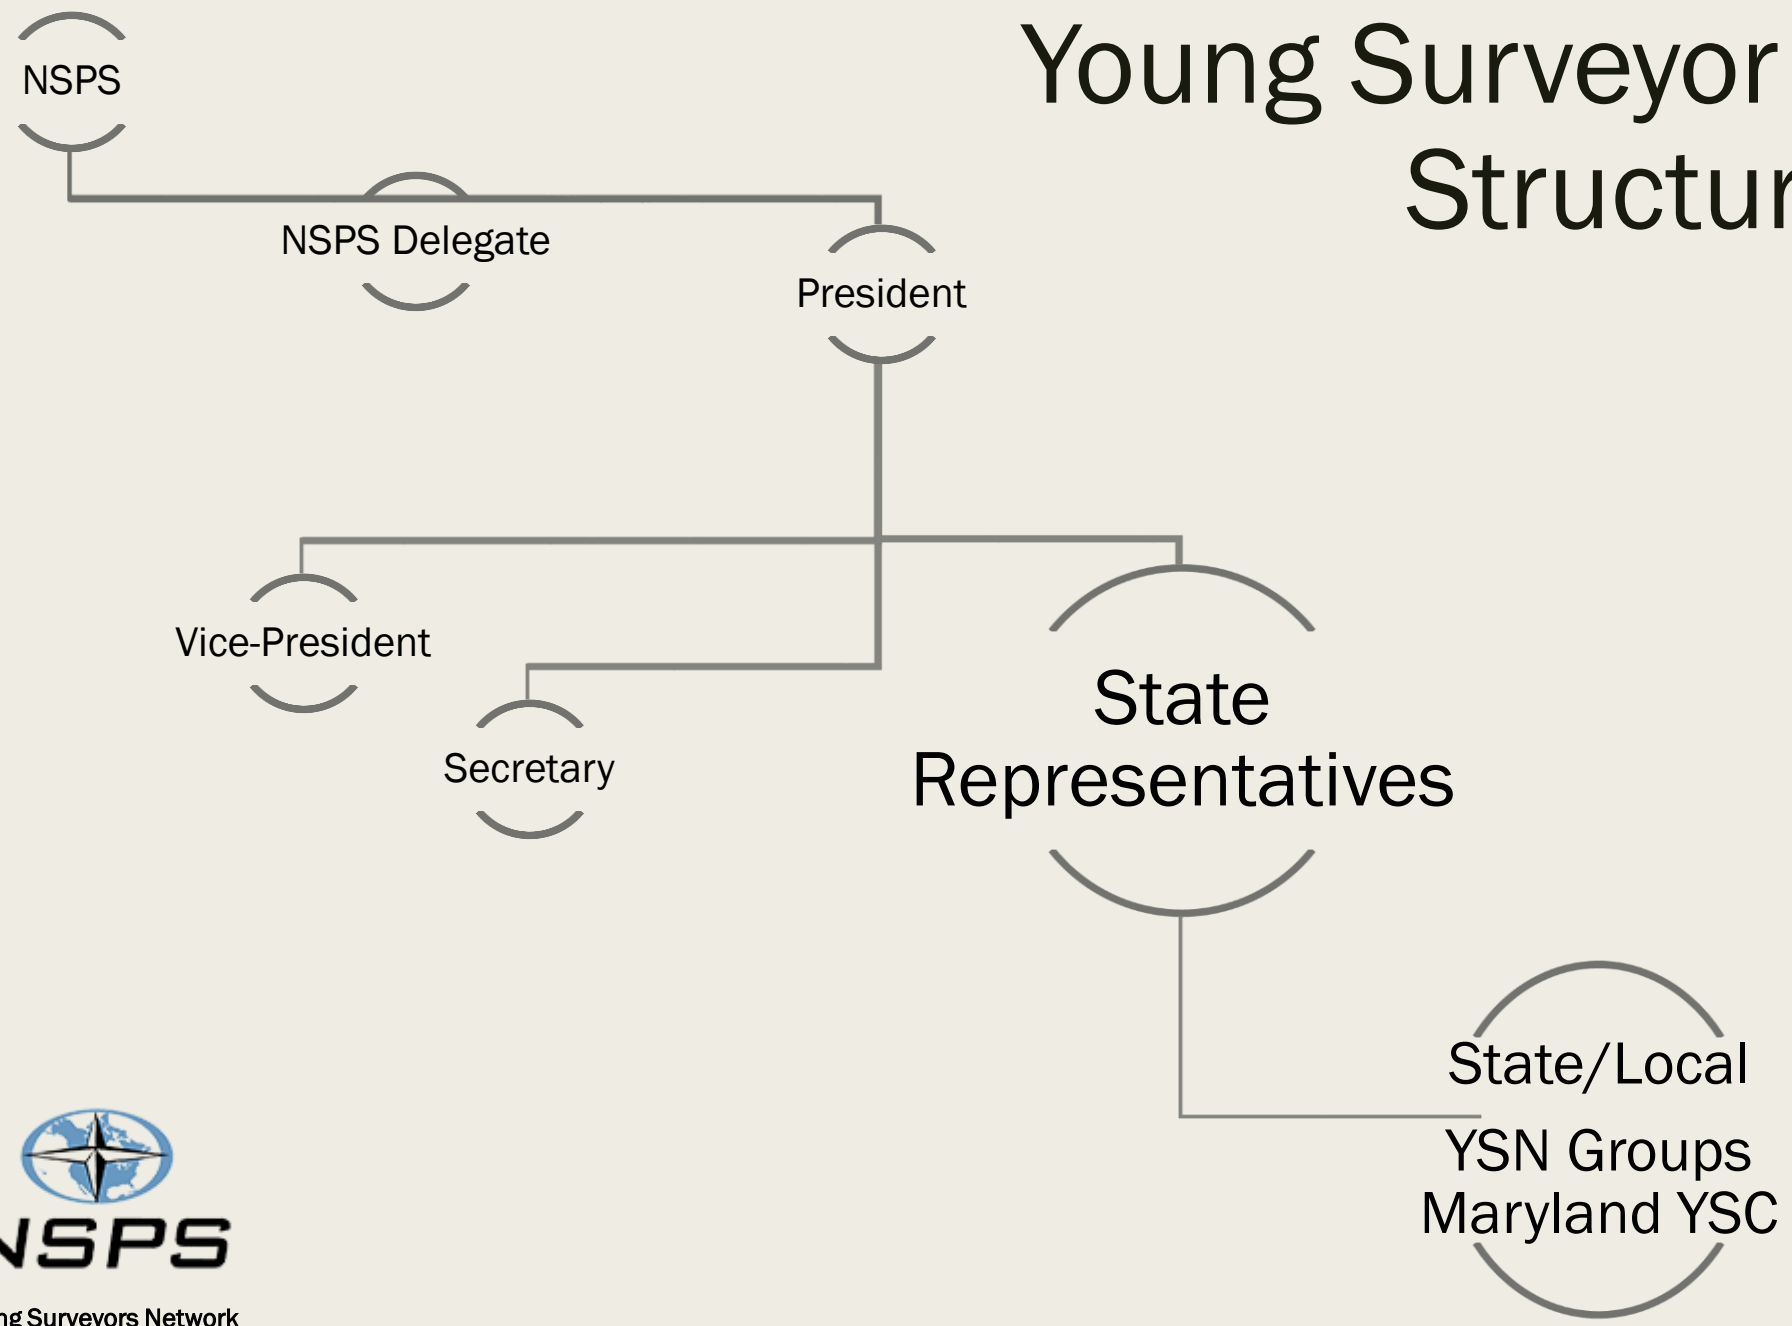 Young Surveyor
Structur
NSPS
NSPS Delegate
President
Vice-President
Secretary
State
Representatives
State/Local
YSN Groups
Maryland YSC
NSPS
ng Surveyors Network